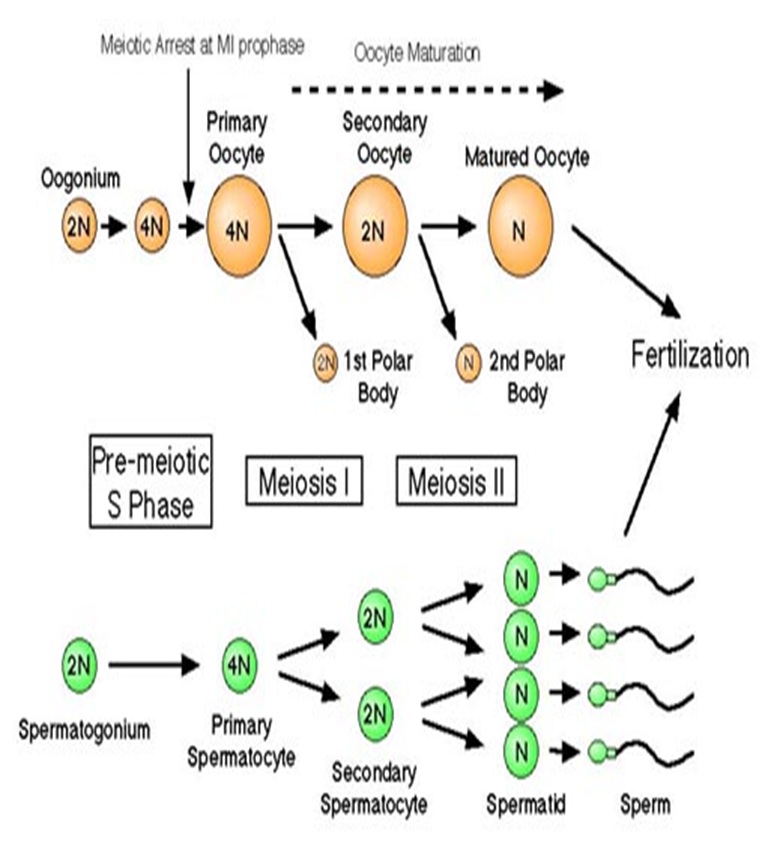 Meiotic Arrest at MI prophase
Oocyte Maturation
Primary
Oocyte
Secondary
Oocyte
Matured Oocyte
Oogonium
2N
4N
4N
2N
N
2N
1st Polar
Body
N
2nd Polar
Body
Fertilization
Pre-meiotic
S Phase
Meiosis I
Meiosis II
N
2N
N
2N
4N
N
2N
N
Spermatogonium
Primary
Spermatocyte
Secondary
Spermatocyte
Spermatid
Sperm